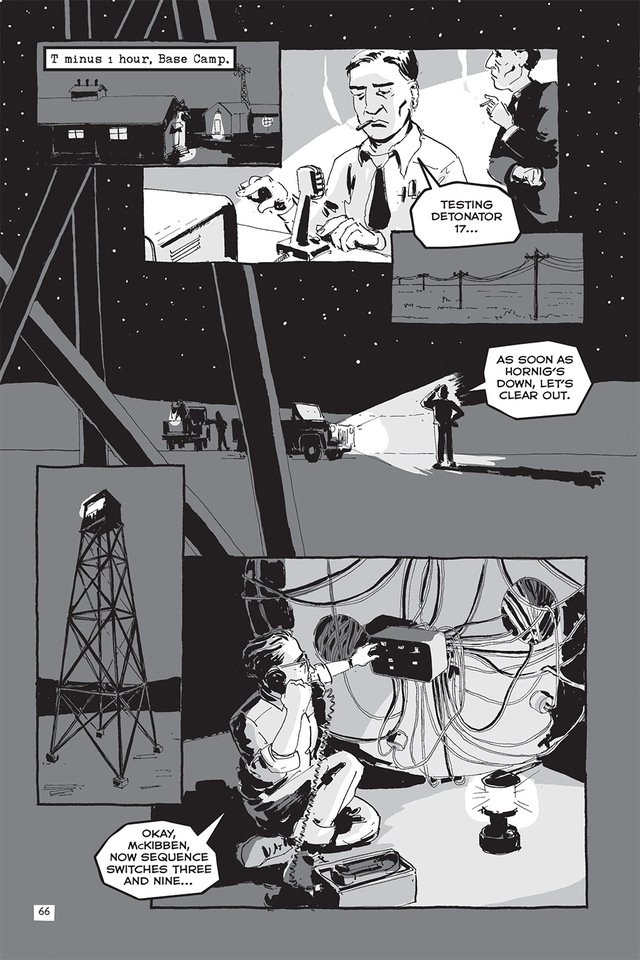 T minus 1 hour, Base Camp.
TESTING
DETONATOR
17...
AS SOON AS
HORNIG'S
DOWN, LET'S
CLEAR OUT.
OKAY,
McKIBBEN,
NOW SEQUENCE
SWITCHES THREE
AND NINE...
66